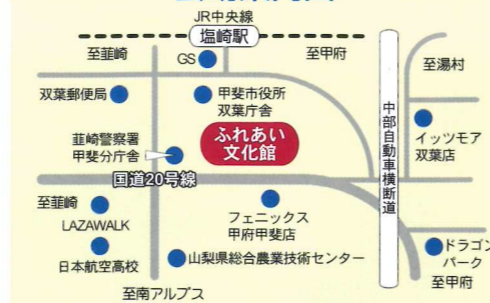 JR中央線
塩崎駅
至韮崎
GS
至甲府
至湯村
双葉郵便局
甲斐市役所
双葉庁舎
ふれあい
文化館
韮崎警察署
甲斐分庁舎
中部自動車横断道
イッツモア
双葉店
国道20号線
至韮崎
LAZAWALK
フェニックス
甲府甲斐店
日本航空高校
山梨県総合農業技術センター
ドラゴン
パーク
至甲府
至南アルプス